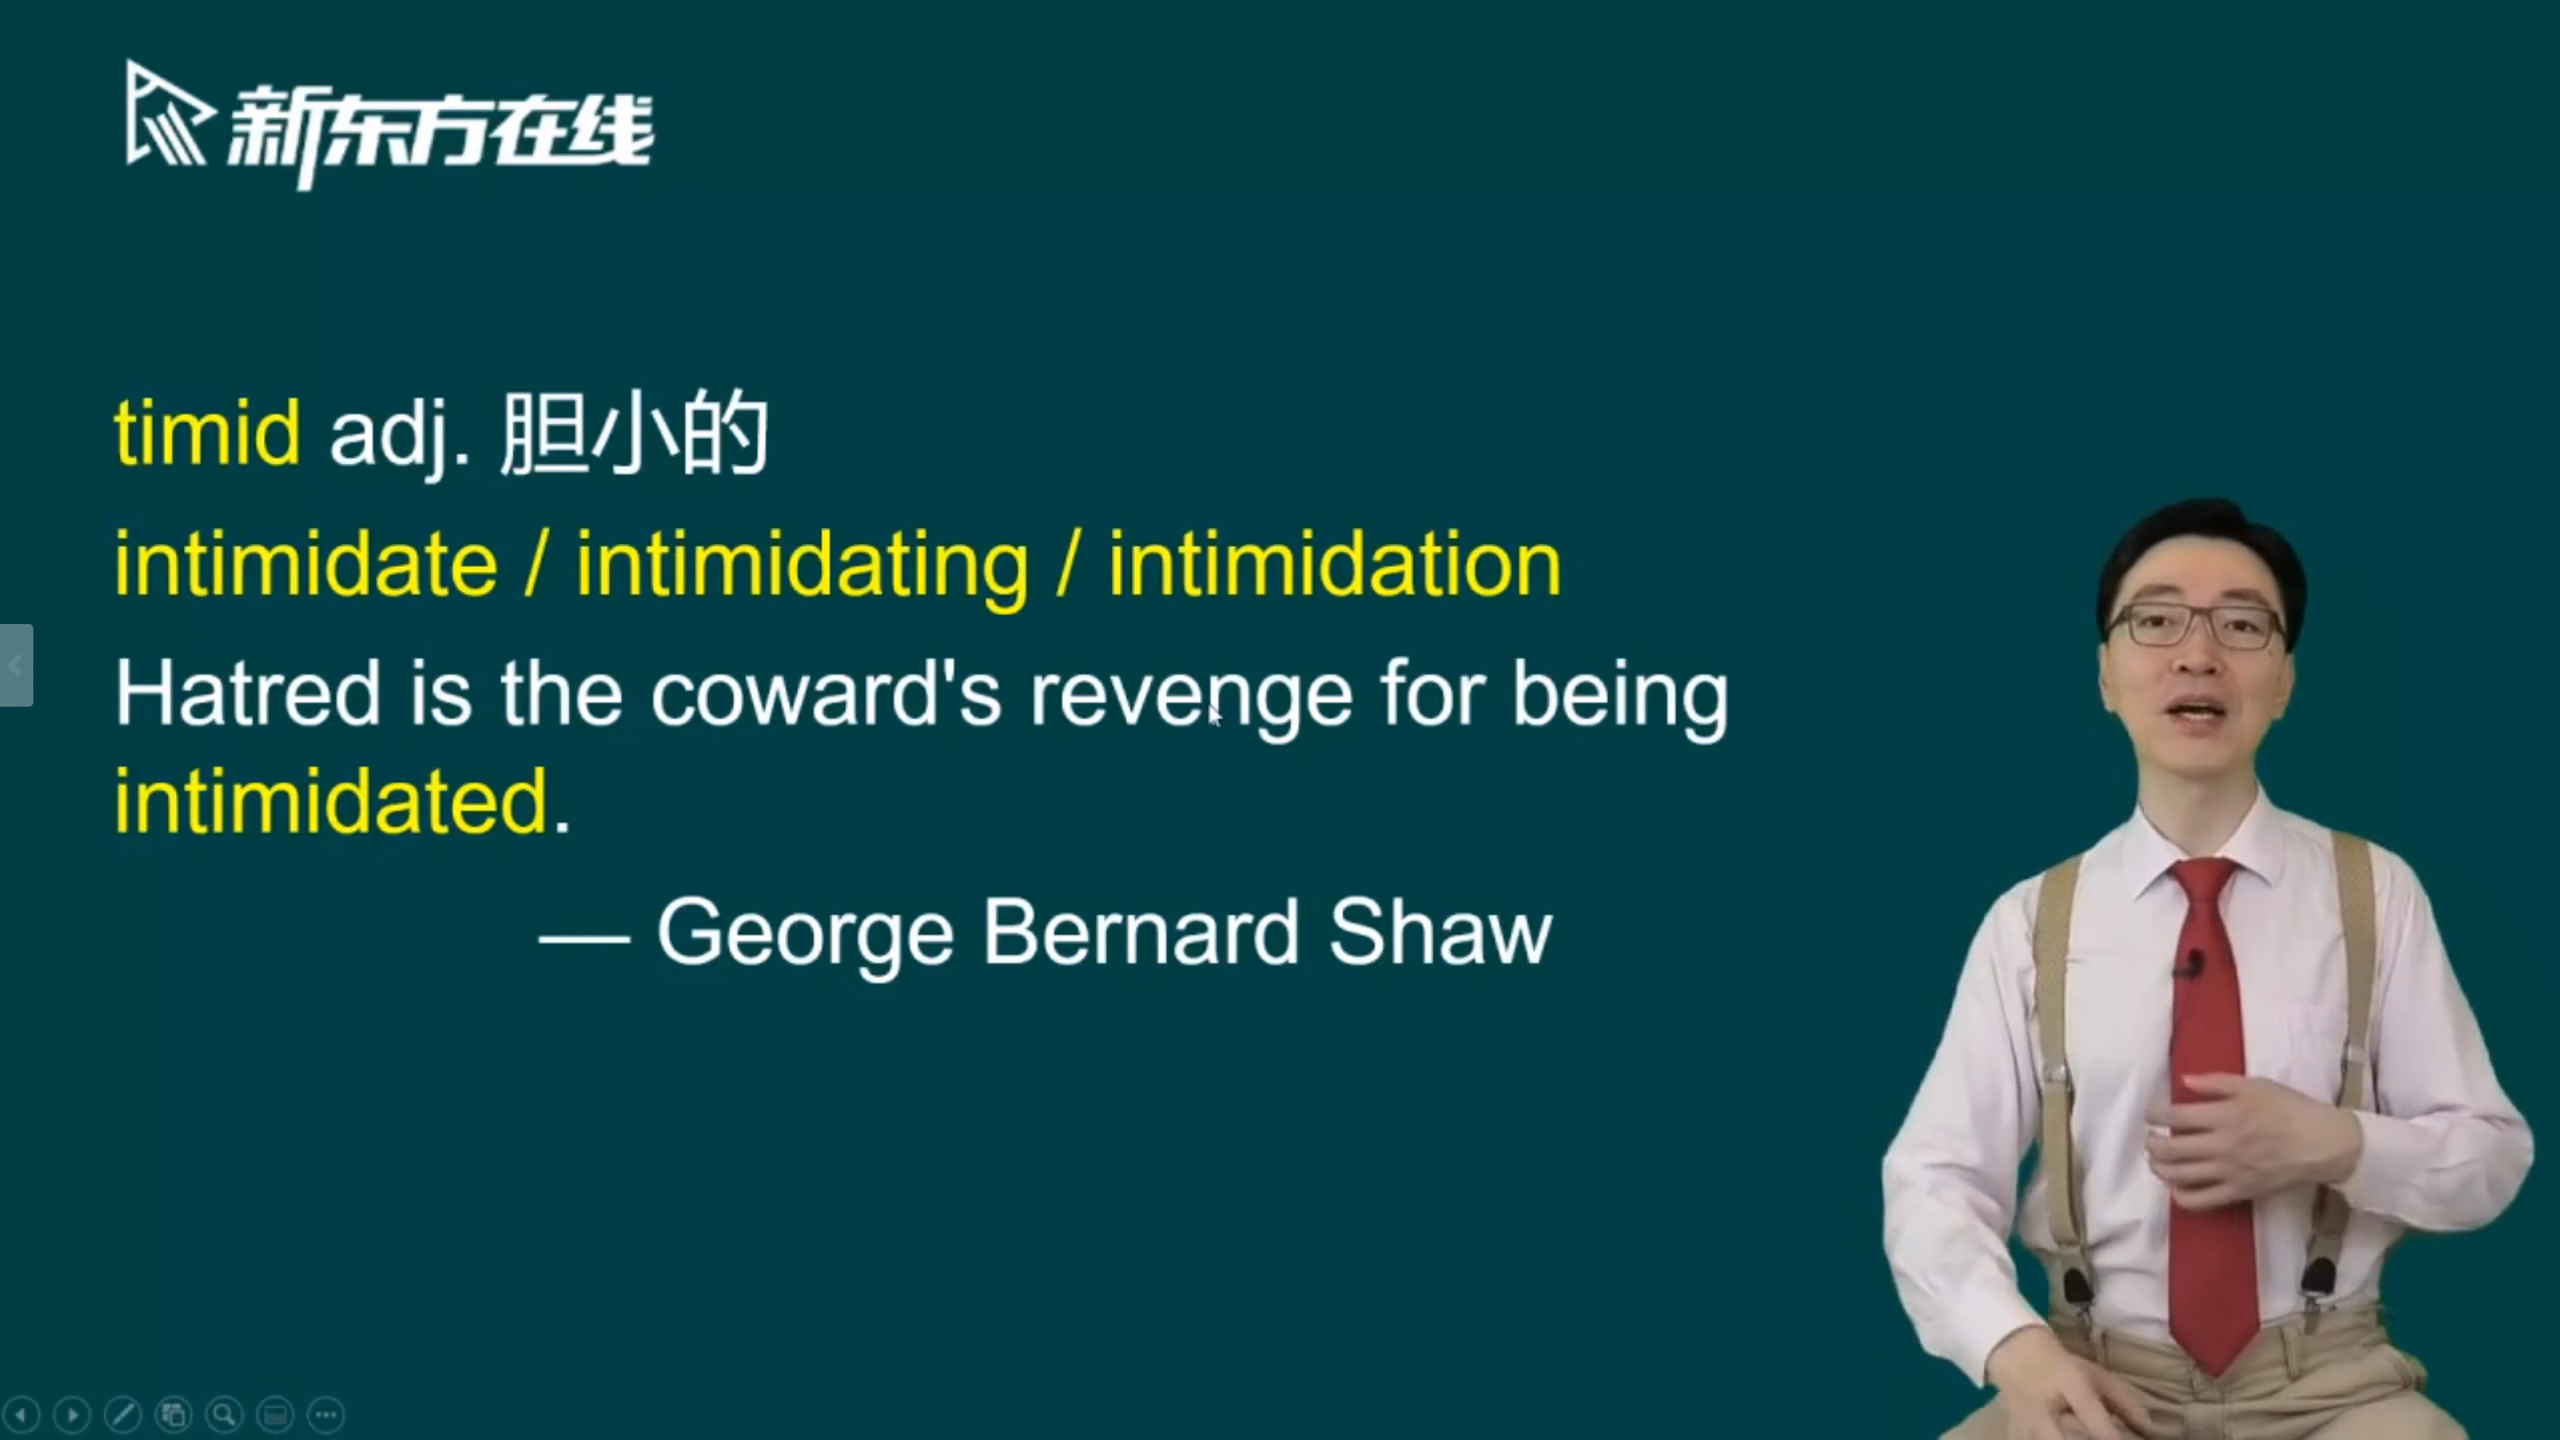 新东方在线
timid adj. 胆小的
intimidate / intimidating / intimidation
Hatred is the coward's revenge for being
intimidated.
— George Bernard Shaw